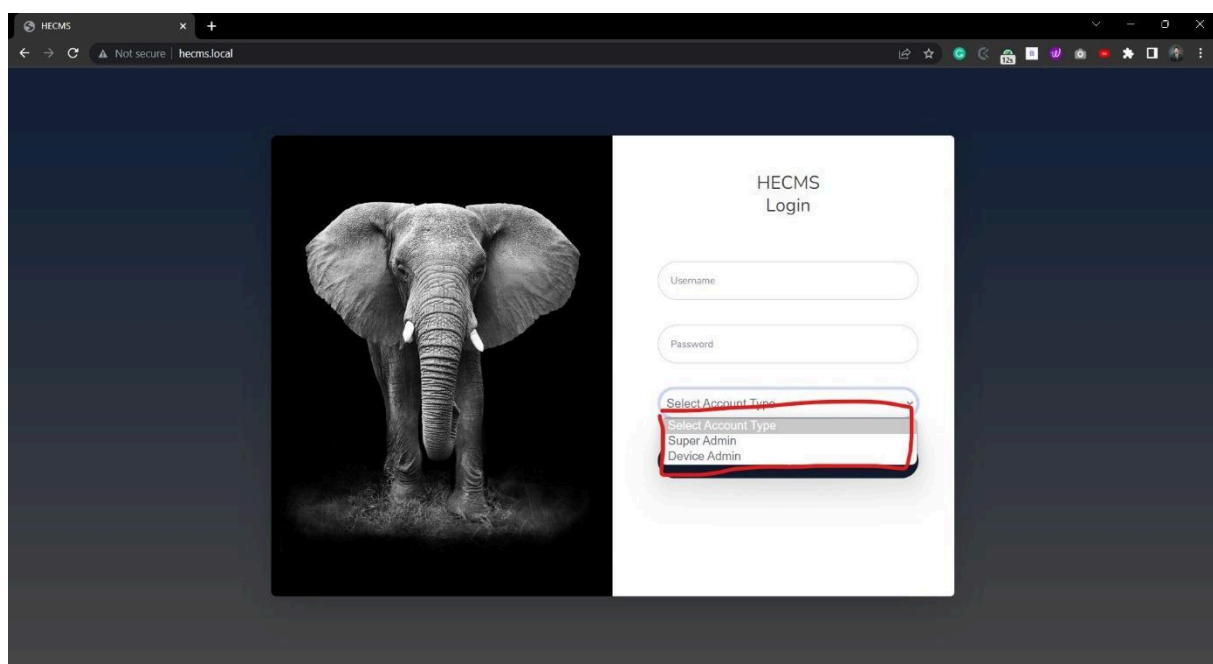 HECMS
Not secure | hecms.local
12s
HECMS
Login
Username
Password
Select Account Type
Select Account Type
Super Admin
Device Admin